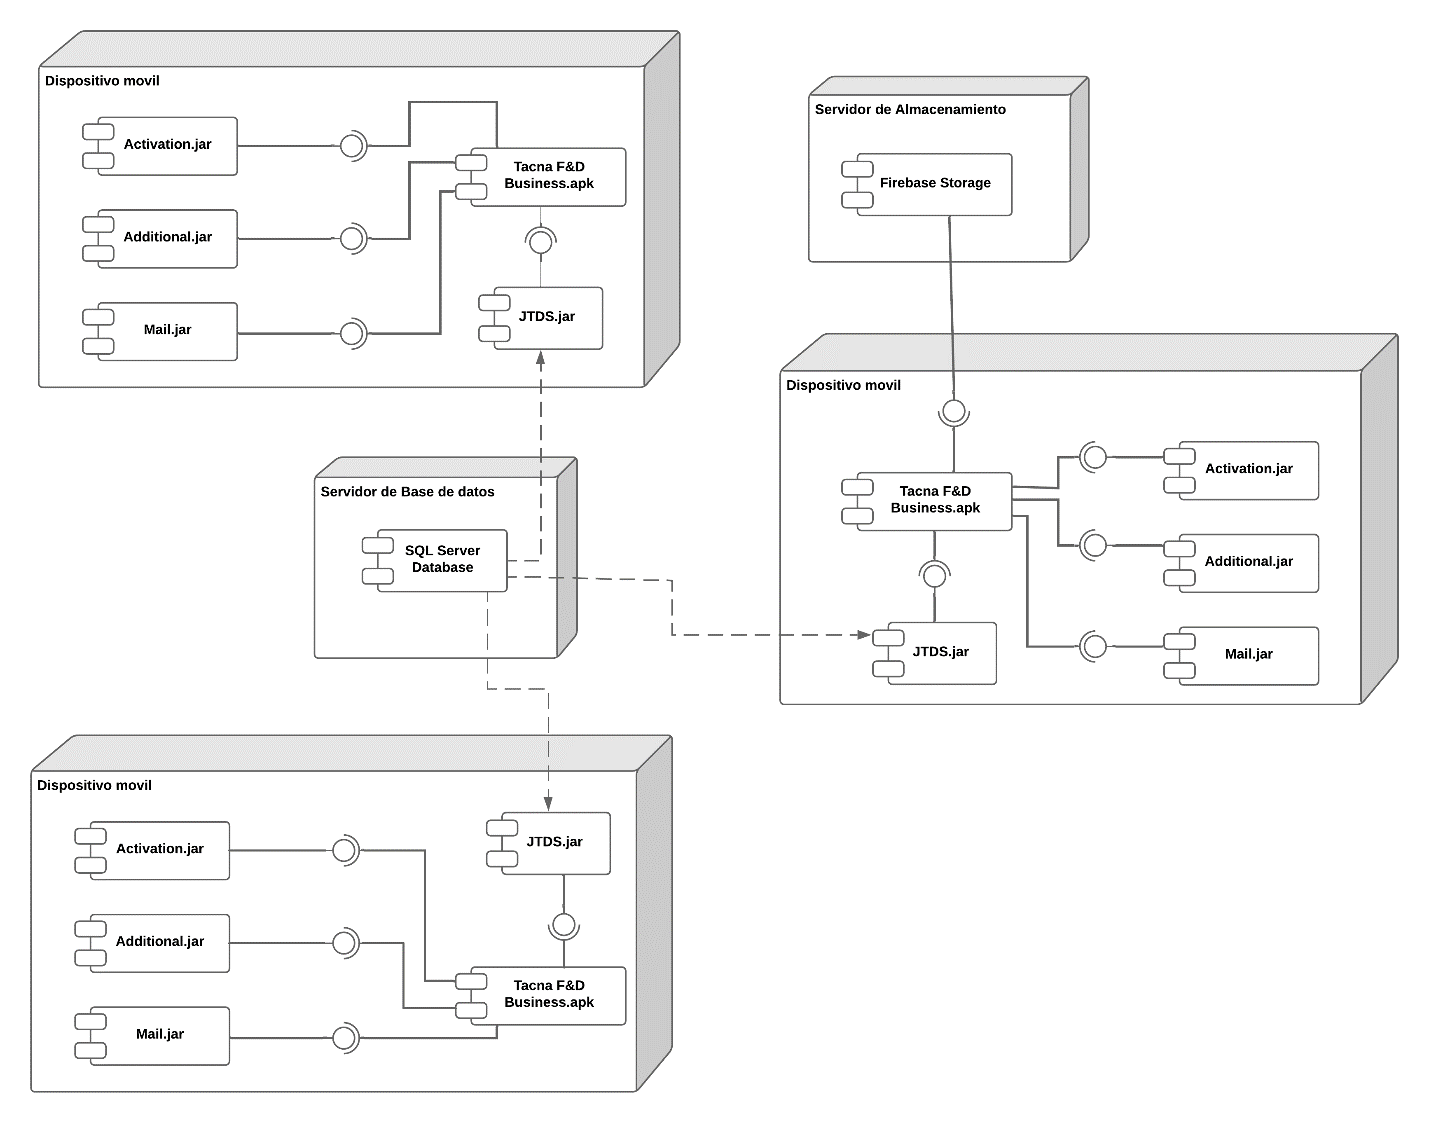 Dispositivo movil
Activation.jar
Additional.jar
Mail.jar
Tacna F&D
Business.apk
JTDS.jar
Servidor de Almacenamiento
Firebase Storage
Servidor de Base de datos
SQL Server
Database
Dispositivo movil
Tacna F&D
Business.apk
JTDS.jar
Activation.jar
Additional.jar
Mail.jar
Dispositivo movil
Activation.jar
Additional.jar
Mail.jar
JTDS.jar
Tacna F&D
Business.apk